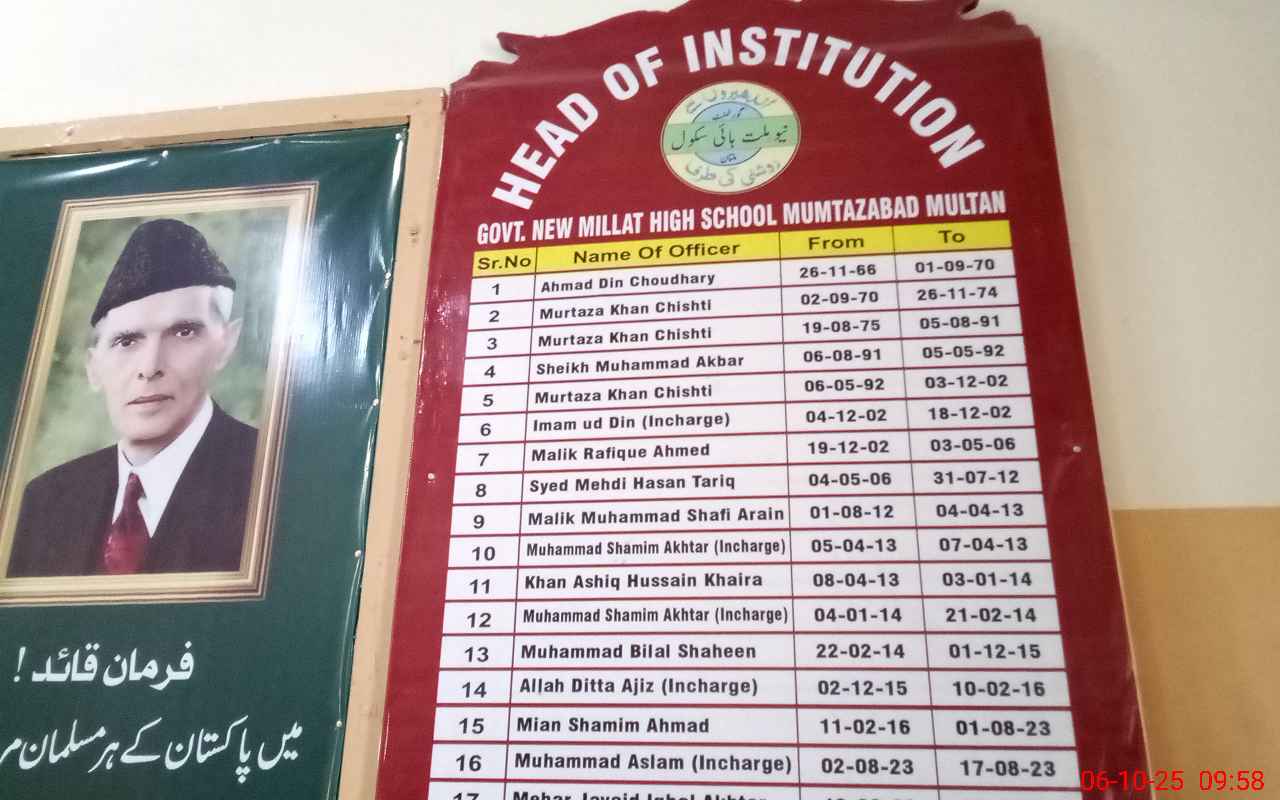 HEAD OF INSTITUTION
گورنمنٹ
نیو ملت ہائی سکول
ملتان
روشنی کی طرف
GOVT. NEW MILLAT HIGH SCHOOL MUMTAZABAD MULTAN
Sr.No Name Of Officer From To
1 Ahmad Din Choudhary 26-11-66 01-09-70
2 Murtaza Khan Chishti 02-09-70 26-11-74
3 Murtaza Khan Chishti 19-08-75 05-08-91
4 Sheikh Muhammad Akbar 06-08-91 05-05-92
5 Murtaza Khan Chishti 06-05-92 03-12-02
6 Imam ud Din (Incharge) 04-12-02 18-12-02
7 Malik Rafique Ahmed 19-12-02 03-05-06
8 Syed Mehdi Hasan Tariq 04-05-06 31-07-12
9 Malik Muhammad Shafi Arain 01-08-12 04-04-13
10 Muhammad Shamim Akhtar (Incharge) 05-04-13 07-04-13
11 Khan Ashiq Hussain Khaira 08-04-13 03-01-14
12 Muhammad Shamim Akhtar (Incharge) 04-01-14 21-02-14
13 Muhammad Bilal Shaheen 22-02-14 01-12-15
14 Allah Ditta Ajiz (Incharge) 02-12-15 10-02-16
15 Mian Shamim Ahmad 11-02-16 01-08-23
16 Muhammad Aslam (Incharge) 02-08-23 17-08-23
17 Mehar Javaid Iqbal Akhtar
فرمان قائد !
میں پاکستان کے ہر مسلمان
06-10-25 09:58